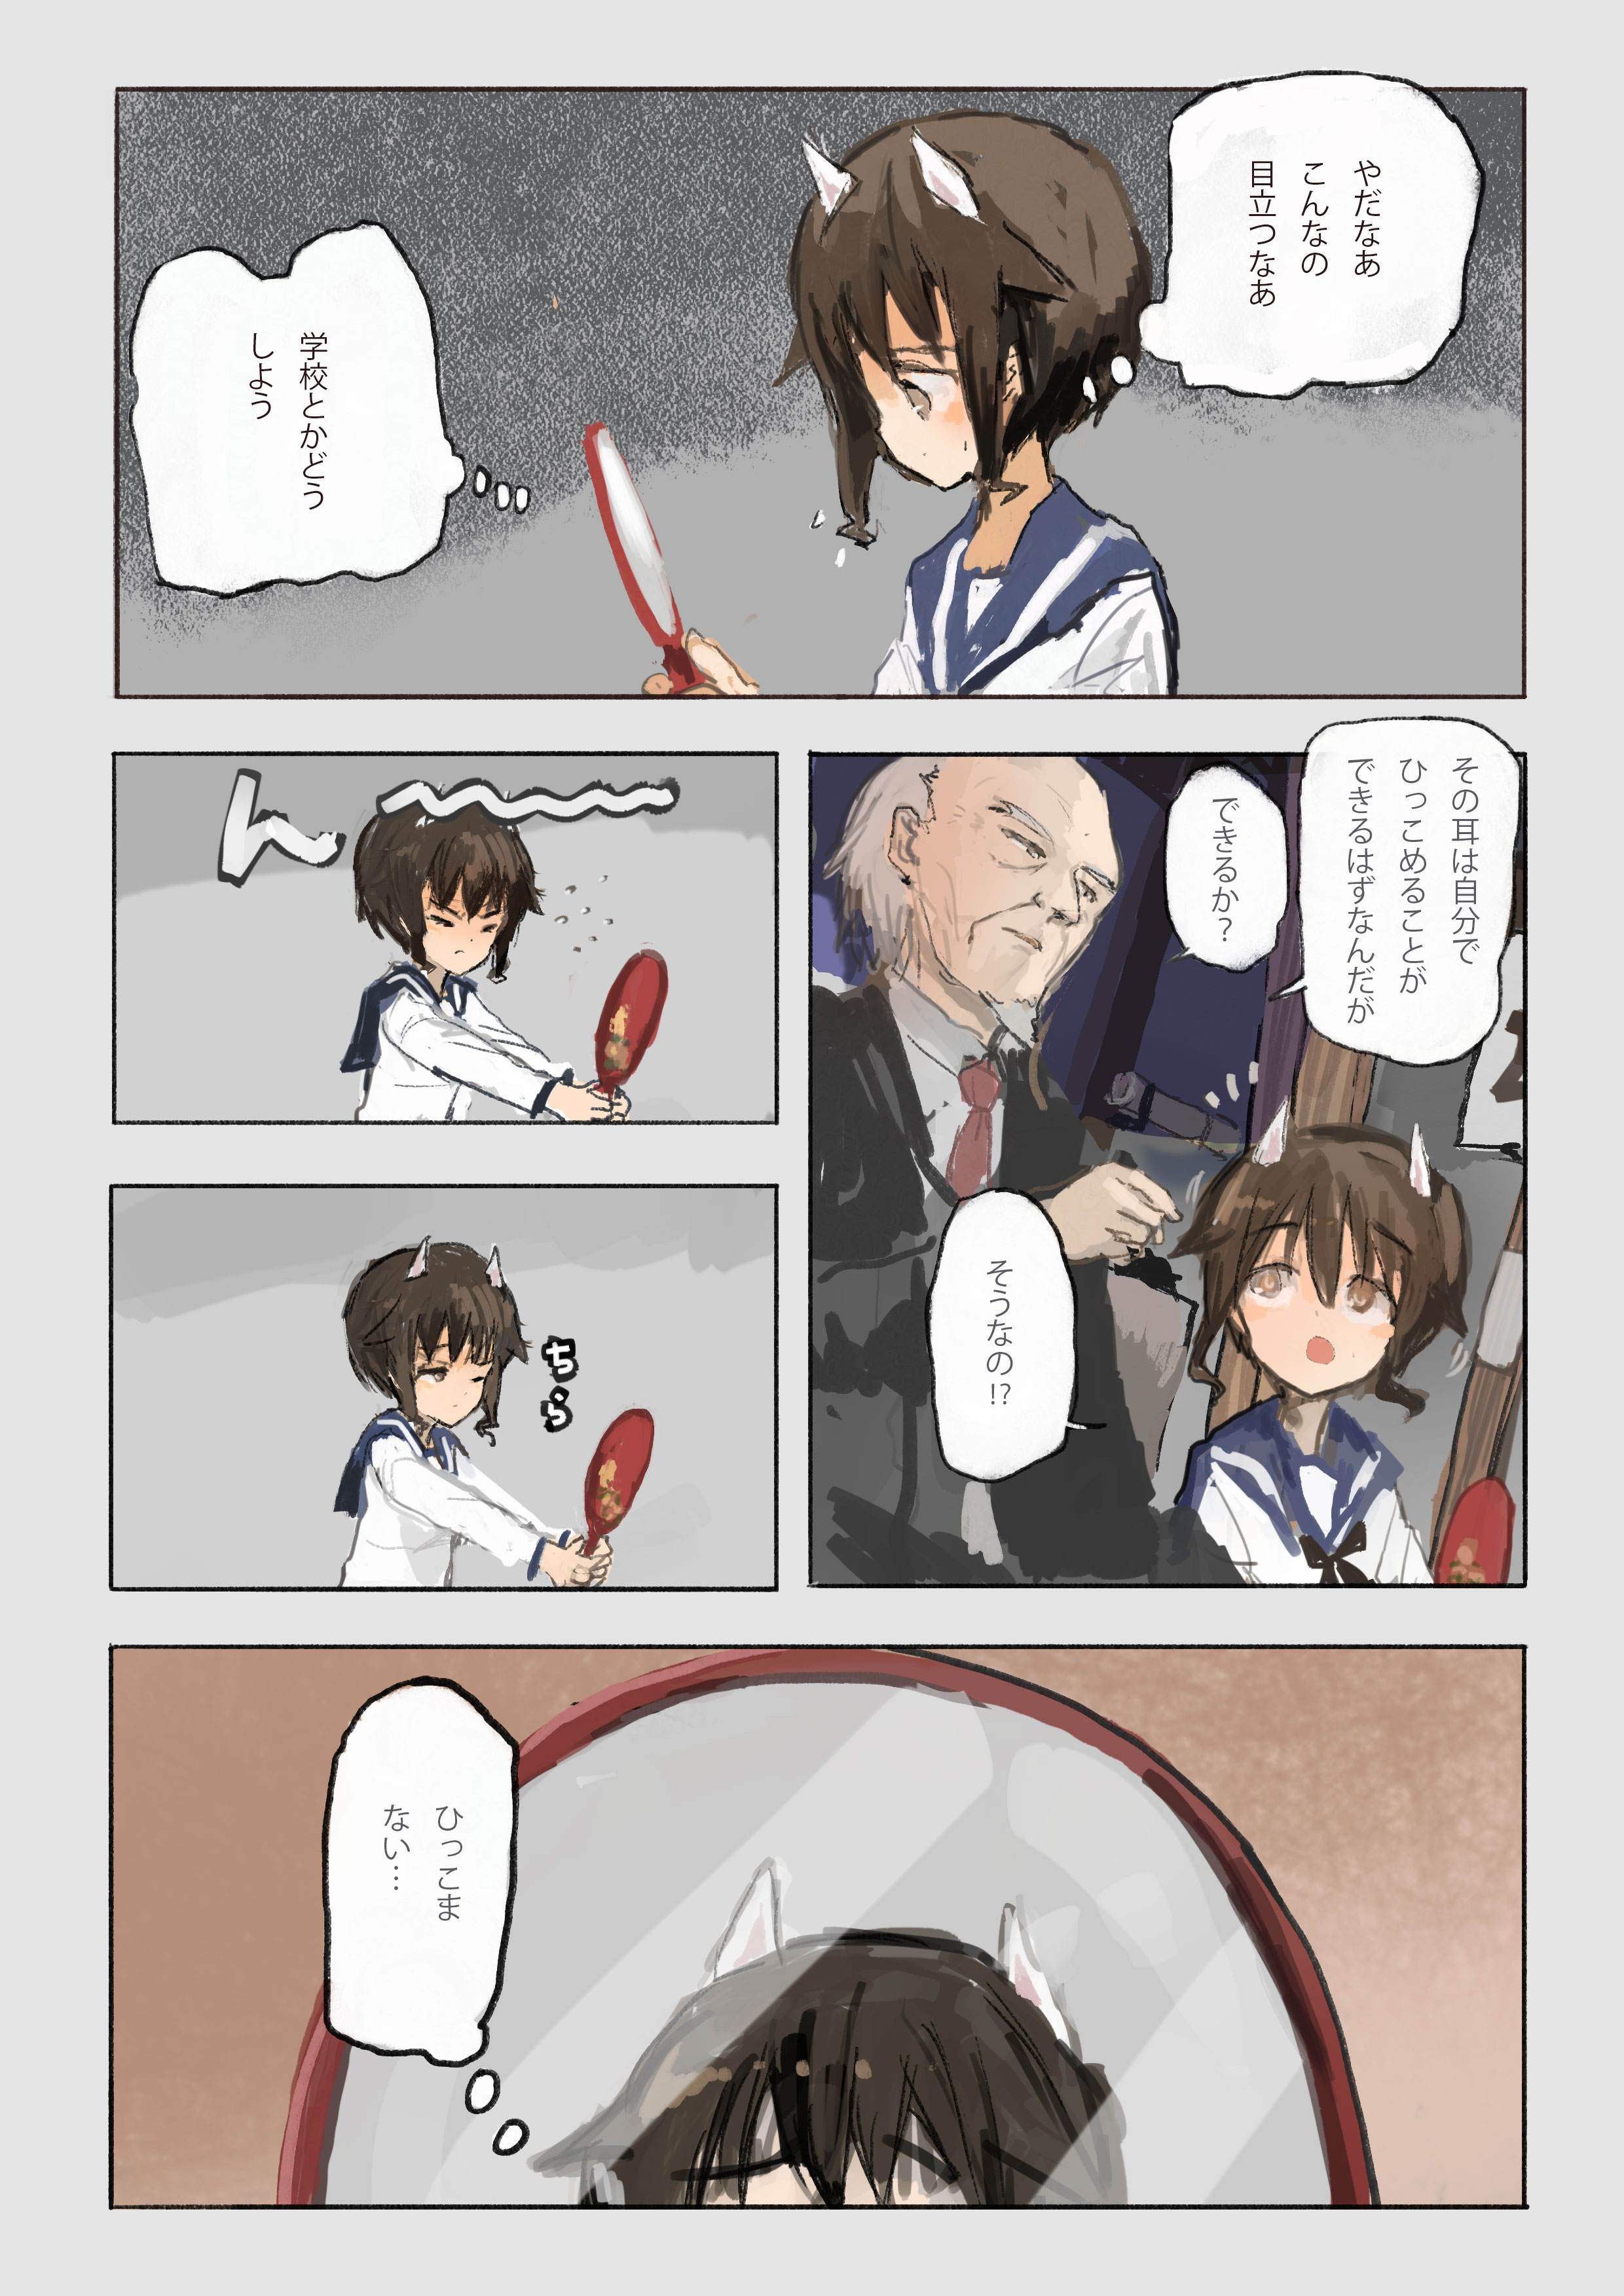 やだなあ
こんなの
目立つなあ
学校とかどう
しよう
その耳は自分で
ひっこめることが
できるはずなんだが
できるか？
そうなの⁉
ん〜〜〜
ちら
ひっこま
ない…